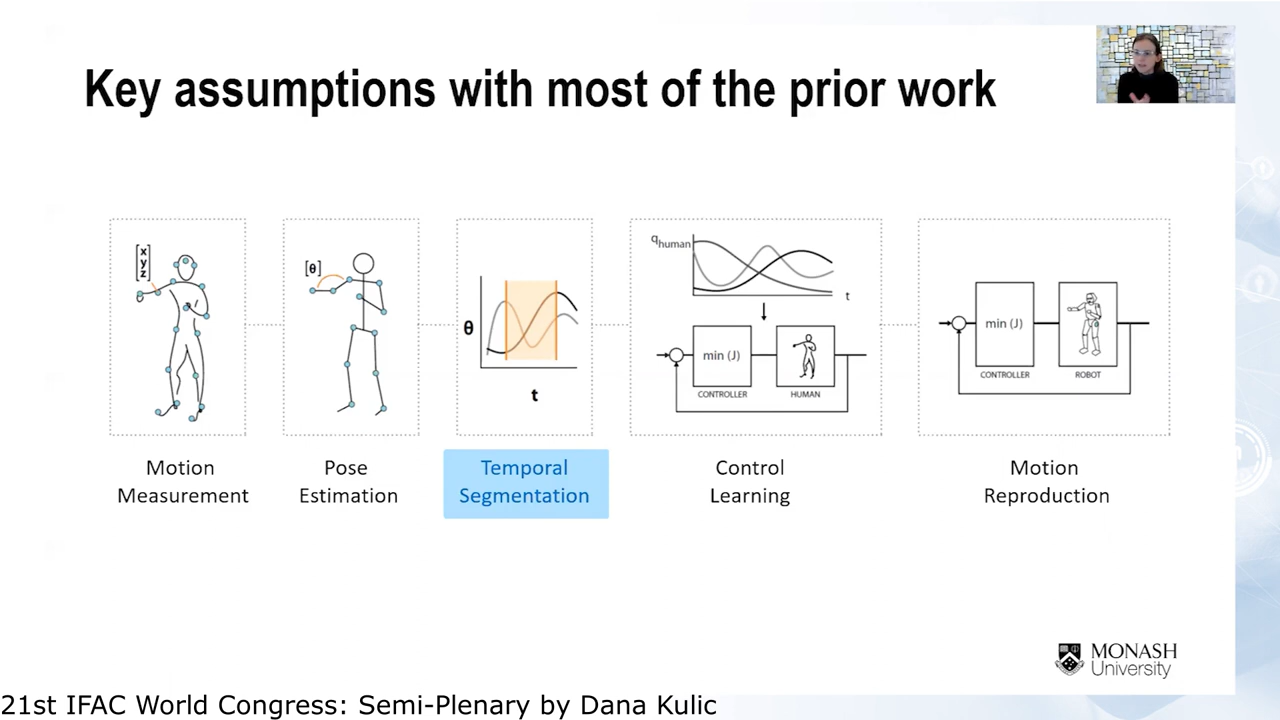 Key assumptions with most of the prior work
x
y
z
[θ]
θ
t
qhuman
t
min (J)
CONTROLLER
HUMAN
min (J)
CONTROLLER
ROBOT
Motion
Measurement
Pose
Estimation
Temporal
Segmentation
Control
Learning
Motion
Reproduction
MONASH
University
21st IFAC World Congress: Semi-Plenary by Dana Kulic